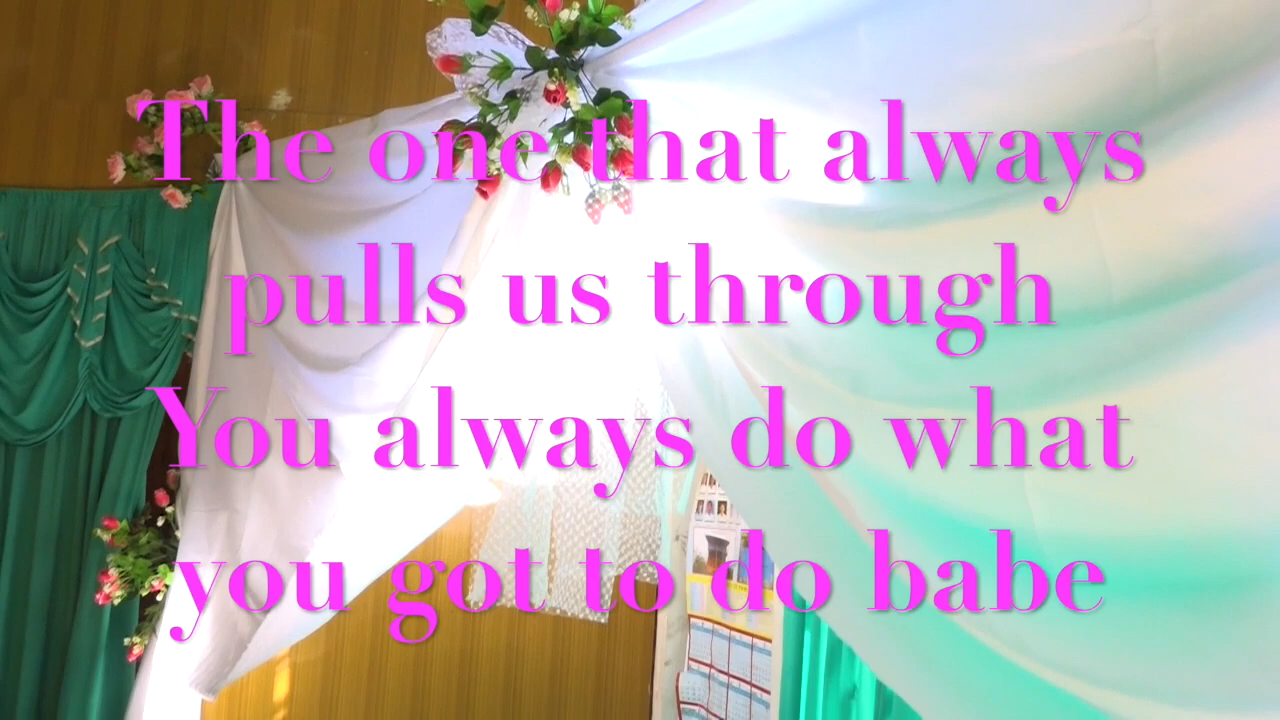 The one that always
pulls us through
You always do what
you got to do babe